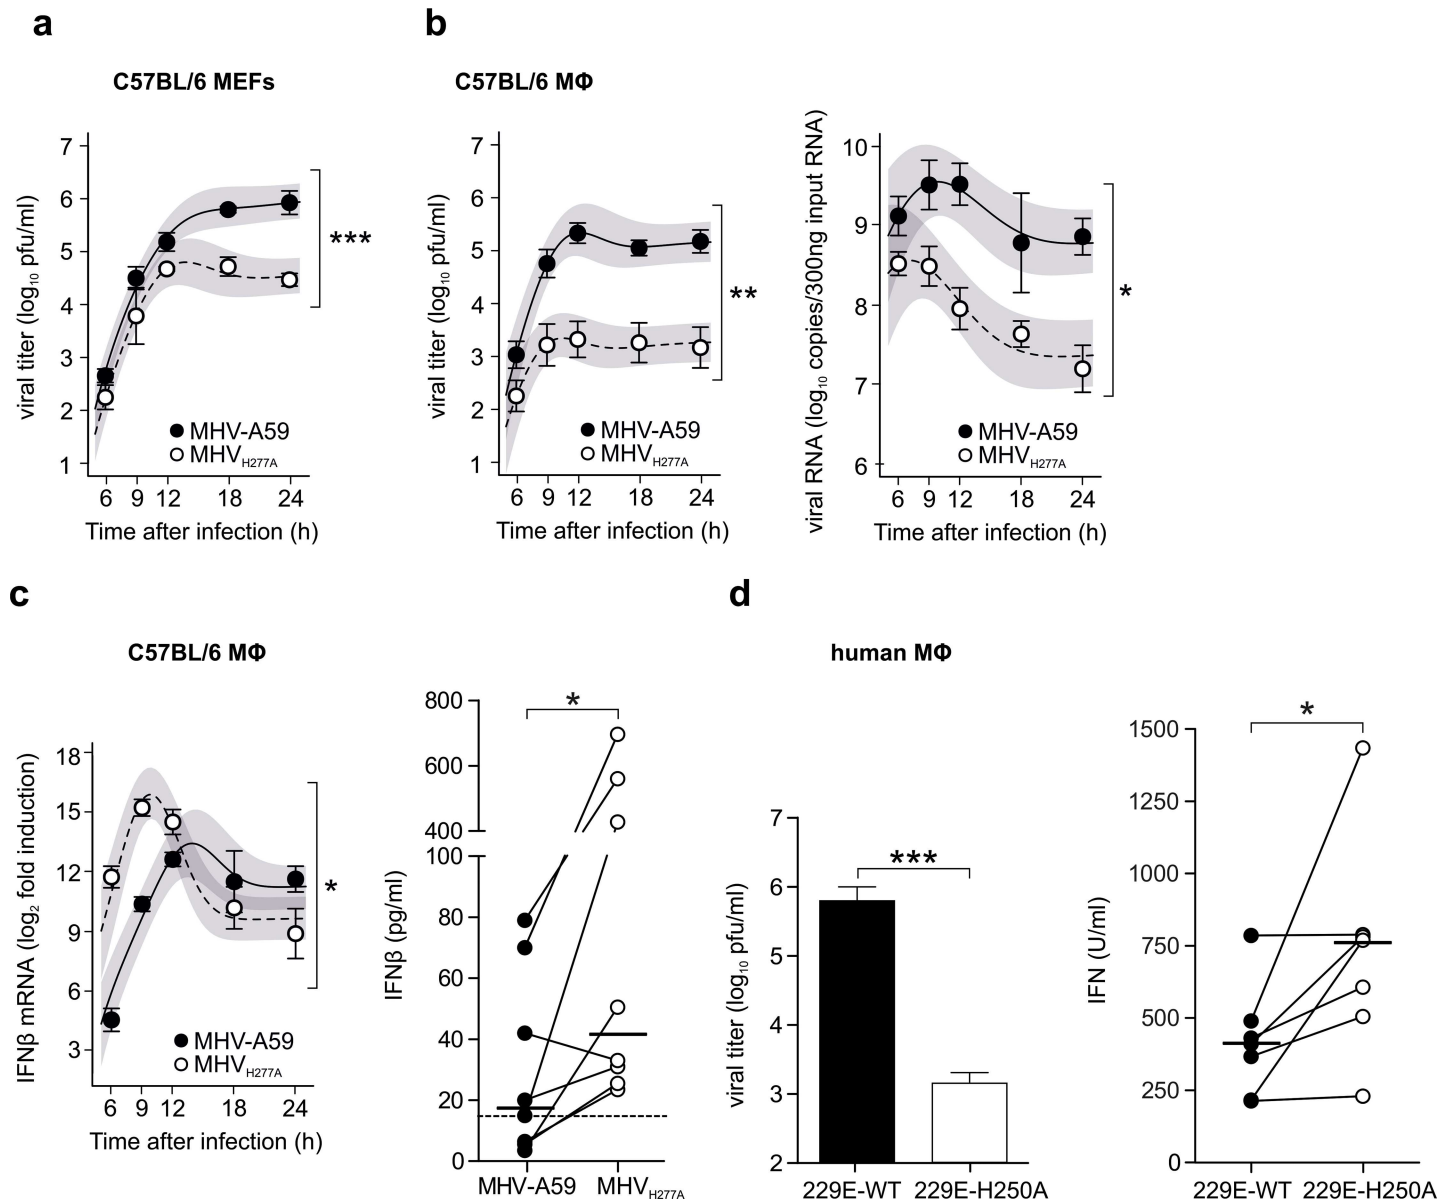 a
b
C57BL/6 MEFs
C57BL/6 MΦ
viral titer (log10 pfu/ml)
7
6
5
4
3
2
1
***
MHV-A59
MHVH277A
6 9 12 18 24
Time after infection (h)
viral titer (log10 pfu/ml)
7
6
5
4
3
2
1
**
MHV-A59
MHVH277A
6 9 12 18 24
Time after infection (h)
viral RNA (log10 copies/300ng input RNA)
10
9
8
7
6
*
MHV-A59
MHVH277A
6 9 12 18 24
Time after infection (h)
c
d
C57BL/6 MΦ
human MΦ
IFNβ mRNA (log2 fold induction)
18
15
12
9
6
3
*
MHV-A59
MHVH277A
6 9 12 18 24
Time after infection (h)
IFNβ (pg/ml)
800
600
400
100
80
60
40
20
0
*
MHV-A59 MHVH277A
viral titer (log10 pfu/ml)
7
6
5
4
3
2
***
229E-WT 229E-H250A
IFN (U/ml)
1500
1250
1000
750
500
250
0
*
229E-WT 229E-H250A